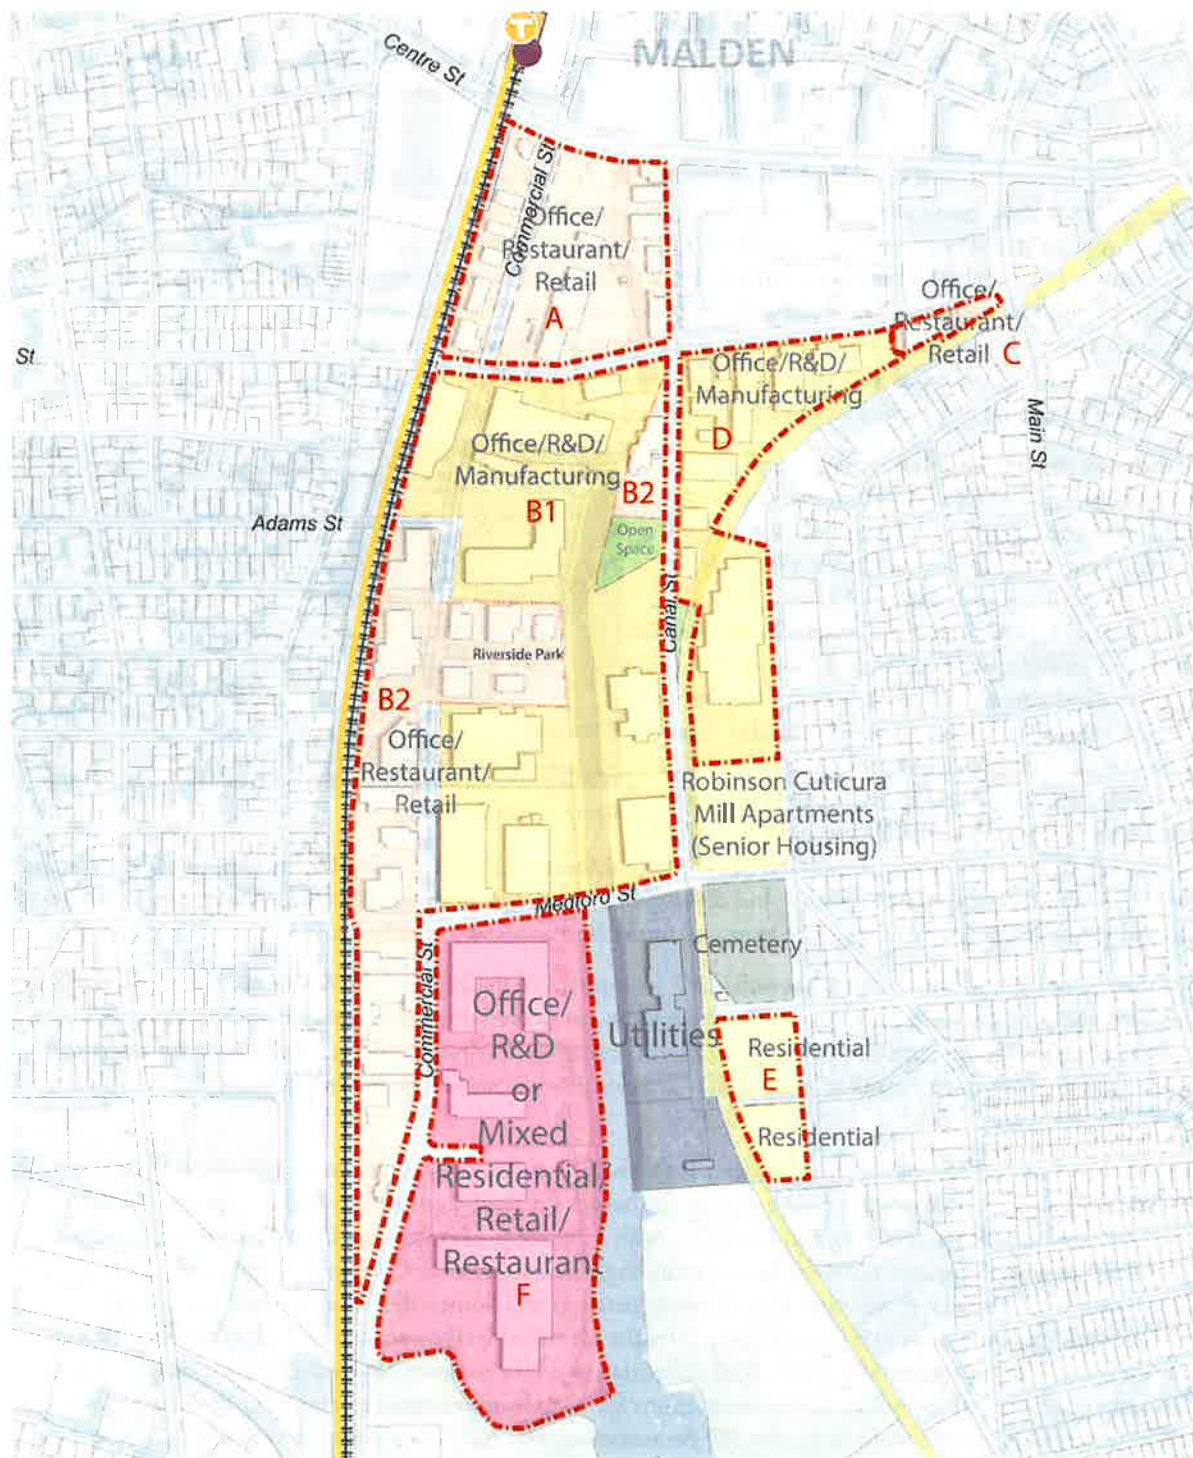 T
MALDEN
Centre St
Commercial St
Office/
Restaurant/
Retail
A
Office/
Restaurant/
Retail C
St
Office/R&D/
Manufacturing
D
Main St
Office/R&D/
Manufacturing
B1
B2
Open
Space
Adams St
Canal St
Riverside Park
B2
Office/
Restaurant/
Retail
Robinson Cuticura
Mill Apartments
(Senior Housing)
Medford St
Cemetery
Commercial St
Office/
R&D
or
Mixed
Residential/
Retail/
Restaurant
F
Utilities
Residential
E
Residential